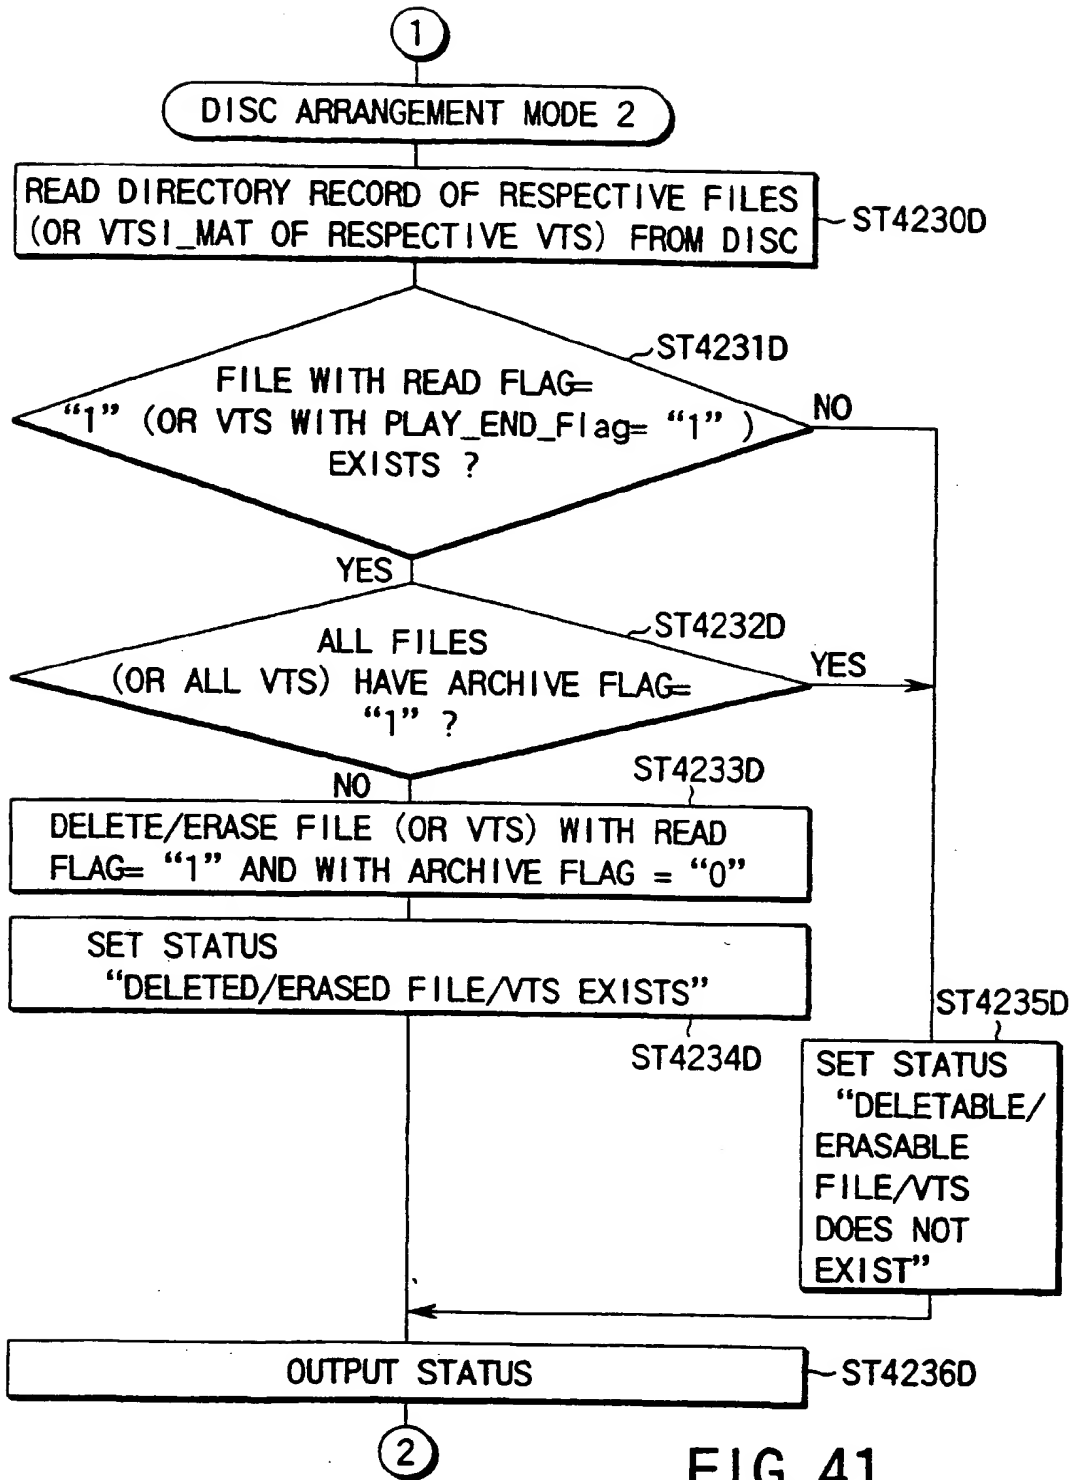 1
DISC ARRANGEMENT MODE 2
READ DIRECTORY RECORD OF RESPECTIVE FILES
(OR VTSI_MAT OF RESPECTIVE VTS) FROM DISC
ST4230D
ST4231D
FILE WITH READ FLAG=
“1” (OR VTS WITH PLAY_END_Flag= “1” )
EXISTS ?
NO
YES
ST4232D
ALL FILES
(OR ALL VTS) HAVE ARCHIVE FLAG=
“1” ?
YES
NO
ST4233D
DELETE/ERASE FILE (OR VTS) WITH READ
FLAG= “1” AND WITH ARCHIVE FLAG = “0”
SET STATUS
“DELETED/ERASED FILE/VTS EXISTS”
ST4234D
ST4235D
SET STATUS
“DELETABLE/
ERASABLE
FILE/VTS
DOES NOT
EXIST”
OUTPUT STATUS
ST4236D
2
FIG. 41